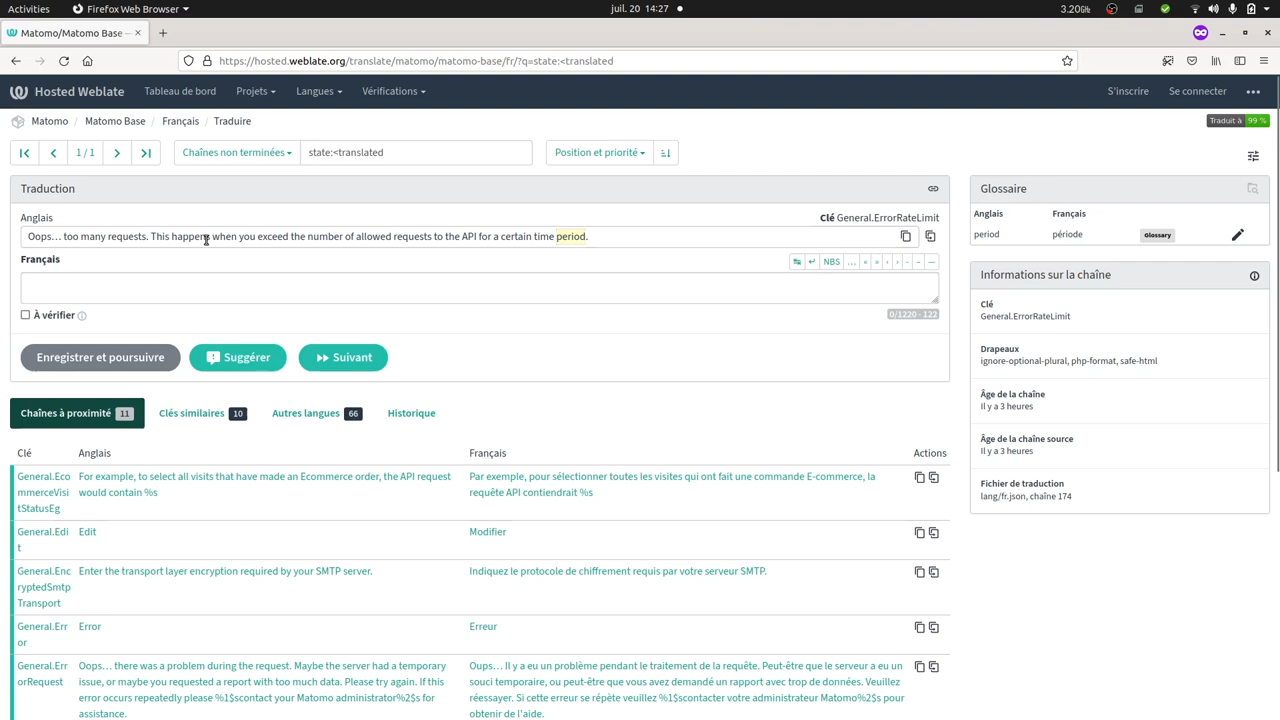 Activities
Firefox Web Browser
juil. 20 14:27
3.20GHz
Matomo/Matomo Base –
https://hosted.weblate.org/translate/matomo/matomo-base/fr/?q=state:<translated
Hosted Weblate Tableau de bord Projets Langues Vérifications S'inscrire Se connecter
Matomo / Matomo Base / Français / Traduire
Traduit à 99 %
1 / 1
Chaînes non terminées
state:<translated
Position et priorité
Traduction
Anglais
Clé General.ErrorRateLimit
Oops… too many requests. This happens when you exceed the number of allowed requests to the API for a certain time period.
Français
NBS … « » ‹ › - – —
À vérifier
0/1220 · 122
Enregistrer et poursuivre
Suggérer
Suivant
Glossaire
Anglais Français
period période Glossary
Informations sur la chaîne
Clé
General.ErrorRateLimit
Drapeaux
ignore-optional-plural, php-format, safe-html
Âge de la chaîne
Il y a 3 heures
Âge de la chaîne source
Il y a 3 heures
Fichier de traduction
lang/fr.json, chaîne 174
Chaînes à proximité 11
Clés similaires 10
Autres langues 66
Historique
Clé Anglais Français Actions
General.Eco
mmerceVisi
tStatusEg
For example, to select all visits that have made an Ecommerce order, the API request
would contain %s
Par exemple, pour sélectionner toutes les visites qui ont fait une commande E-commerce, la
requête API contiendrait %s
General.Edi
t
Edit
Modifier
General.Enc
ryptedSmtp
Transport
Enter the transport layer encryption required by your SMTP server.
Indiquez le protocole de chiffrement requis par votre serveur SMTP.
General.Err
or
Error
Erreur
General.Err
orRequest
Oops… there was a problem during the request. Maybe the server had a temporary
issue, or maybe you requested a report with too much data. Please try again. If this
error occurs repeatedly please %1$scontact your Matomo administrator%2$s for
assistance.
Oups… Il y a eu un problème pendant le traitement de la requête. Peut-être que le serveur a eu un
souci temporaire, ou peut-être que vous avez demandé un rapport avec trop de données. Veuillez
réessayer. Si cette erreur se répète veuillez %1$scontacter votre administrateur Matomo%2$s pour
obtenir de l'aide.